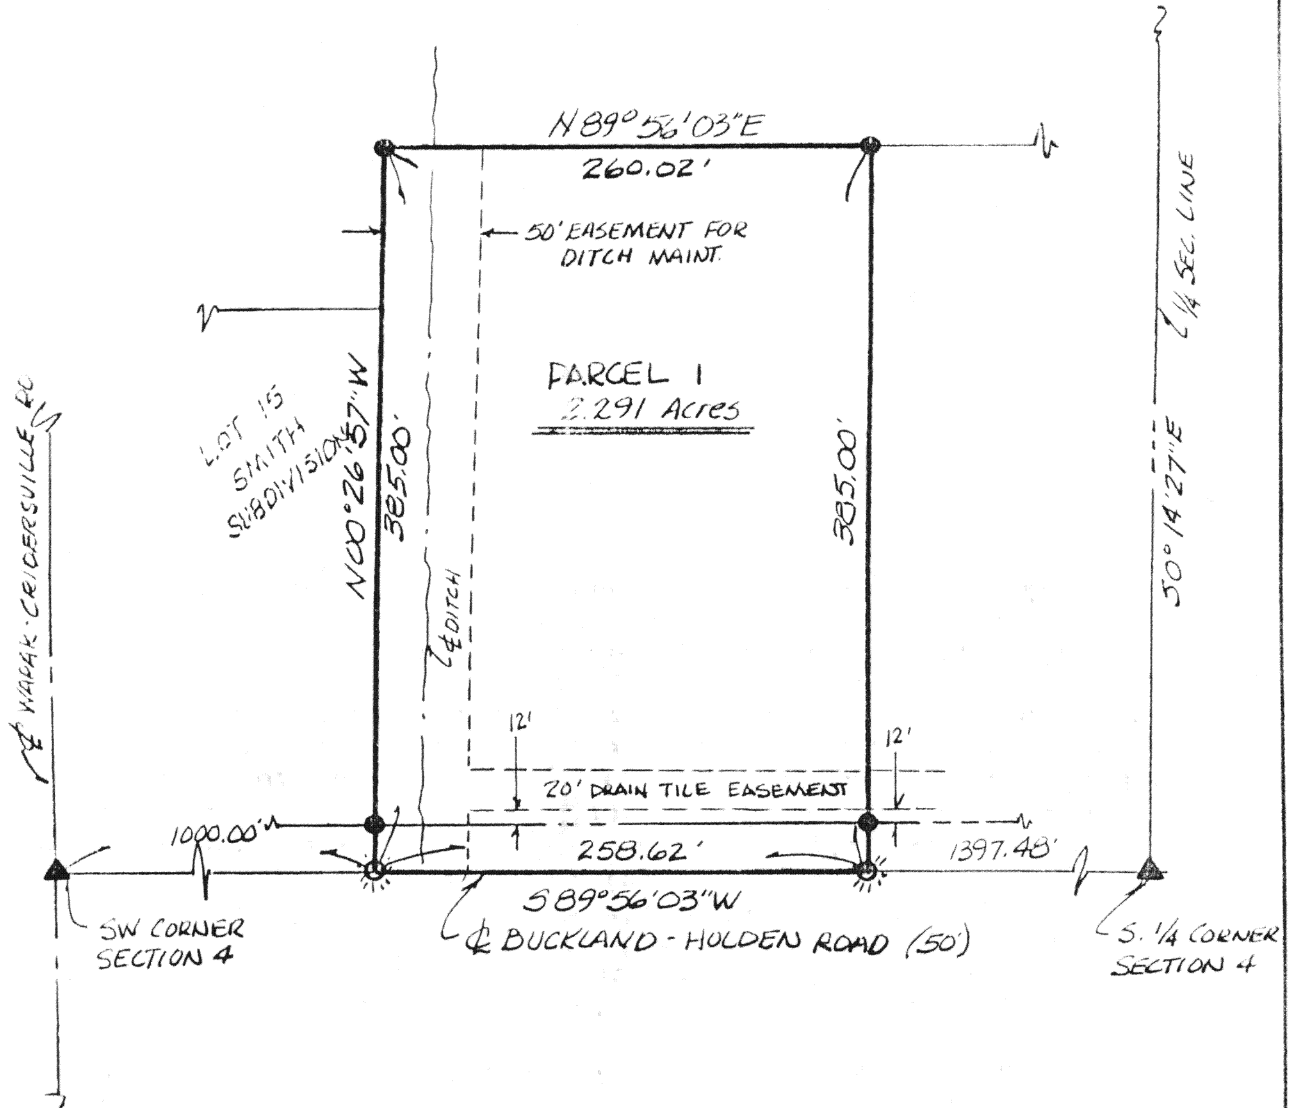 N 89° 56' 03" E
260.02'
50' EASEMENT FOR
DITCH MAINT.
¼ SEC. LINE
PARCEL 1
2.291 Acres
LOT 15
SMITH
SUBDIVISION
N00° 26' 57" W
385.00'
385.00'
S0° 14' 27" E
℄ WAPAK-CRIDERSVILLE RD
℄ DITCH
12'
12'
20' DRAIN TILE EASEMENT
1000.00'
258.62'
1397.48'
S 89° 56' 03" W
SW CORNER
SECTION 4
℄ BUCKLAND - HOLDEN ROAD (50')
S. 1/4 CORNER
SECTION 4